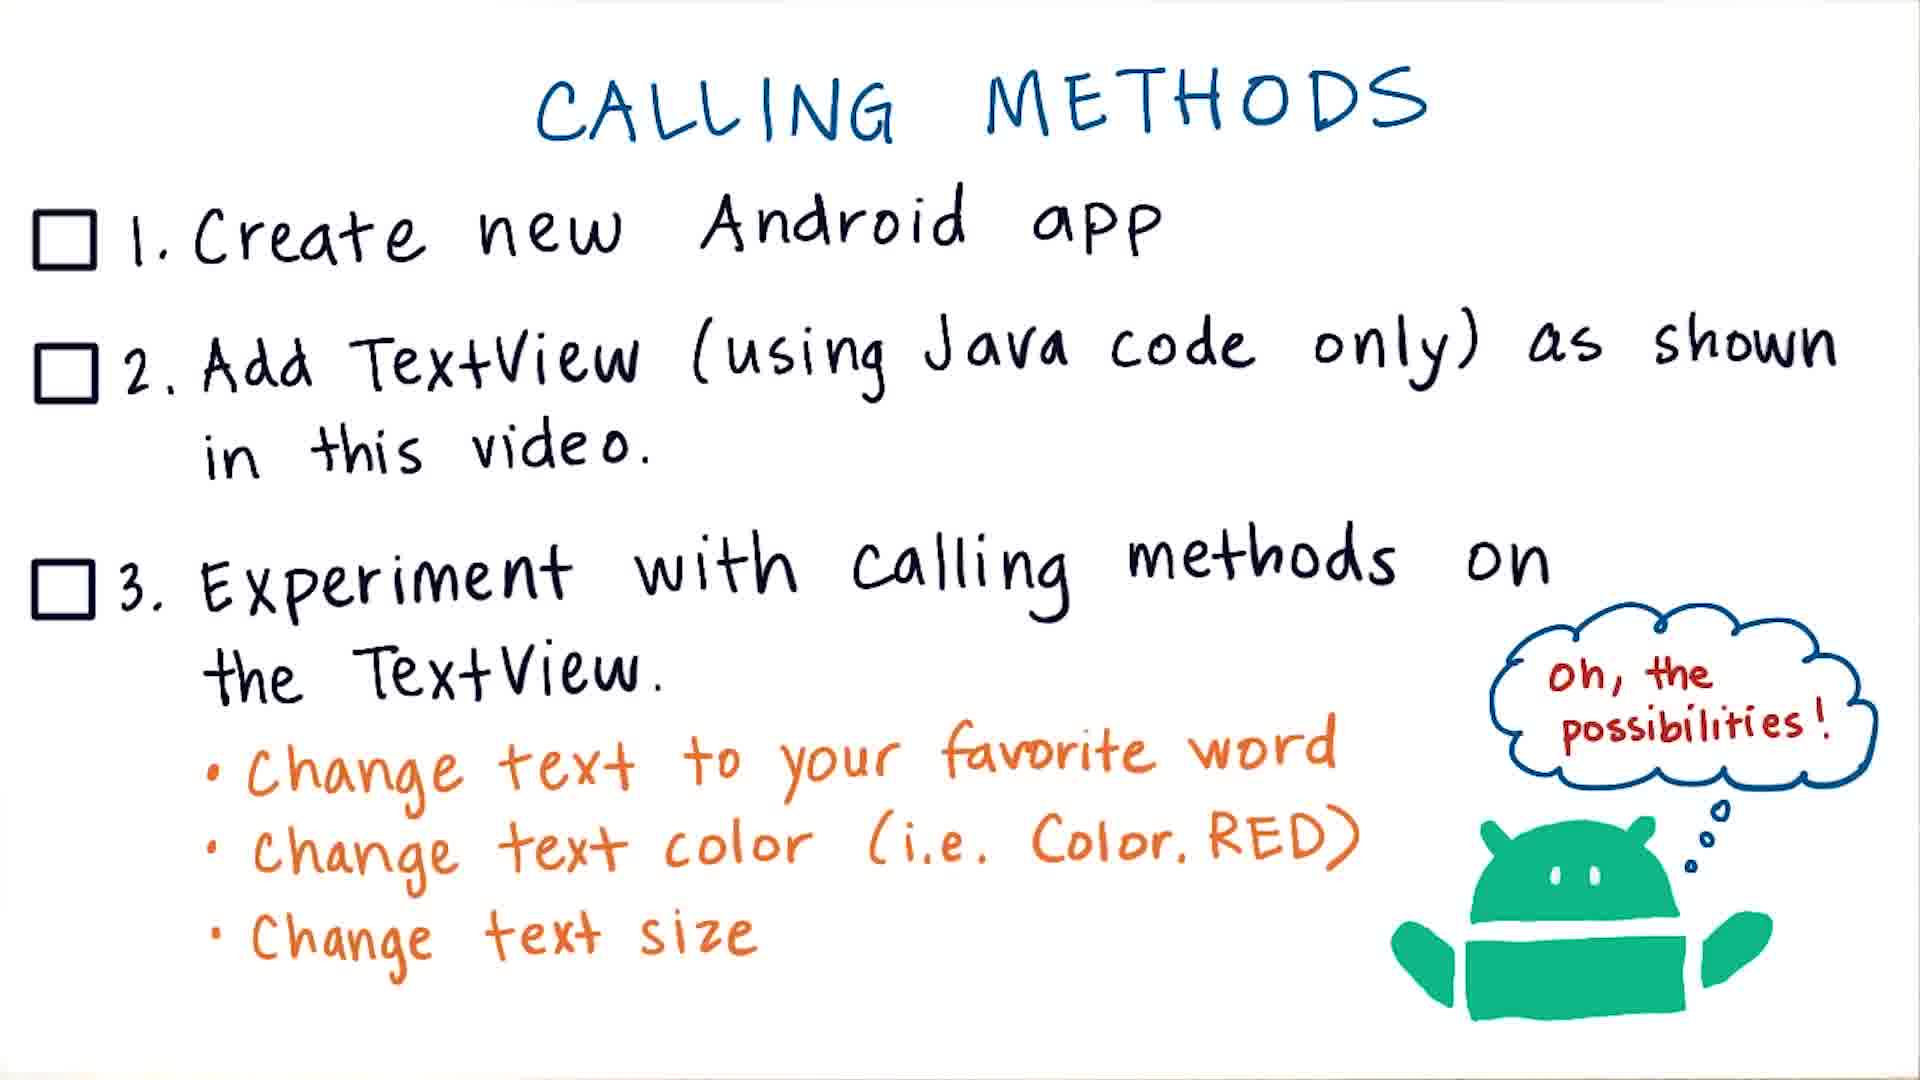 CALLING METHODS
1. Create new Android app
2. Add TextView (using Java code only) as shown
in this video.
3. Experiment with calling methods on
the TextView.
• Change text to your favorite word
• Change text color (i.e. Color.RED)
• Change text size
Oh, the
possibilities!